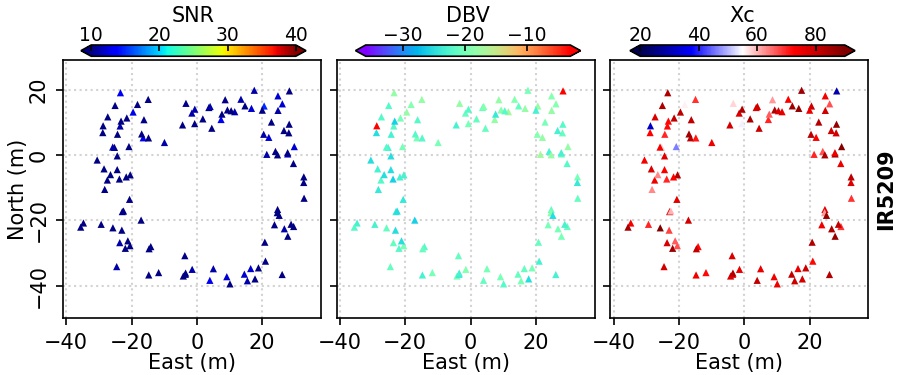 SNR DBV Xc
10 20 30 40 −30 −20 −10 20 40 60 80
20
0
−20
−40
North (m)
−40 −20 0 20 −40 −20 0 20 −40 −20 0 20
East (m) East (m) East (m)
IR5209